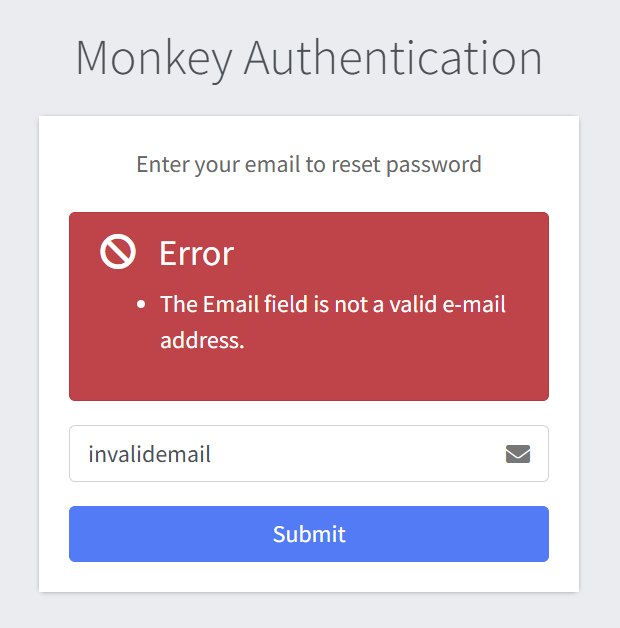 Monkey Authentication
Enter your email to reset password
Error
The Email field is not a valid e-mail
address.
invalidemail
Submit